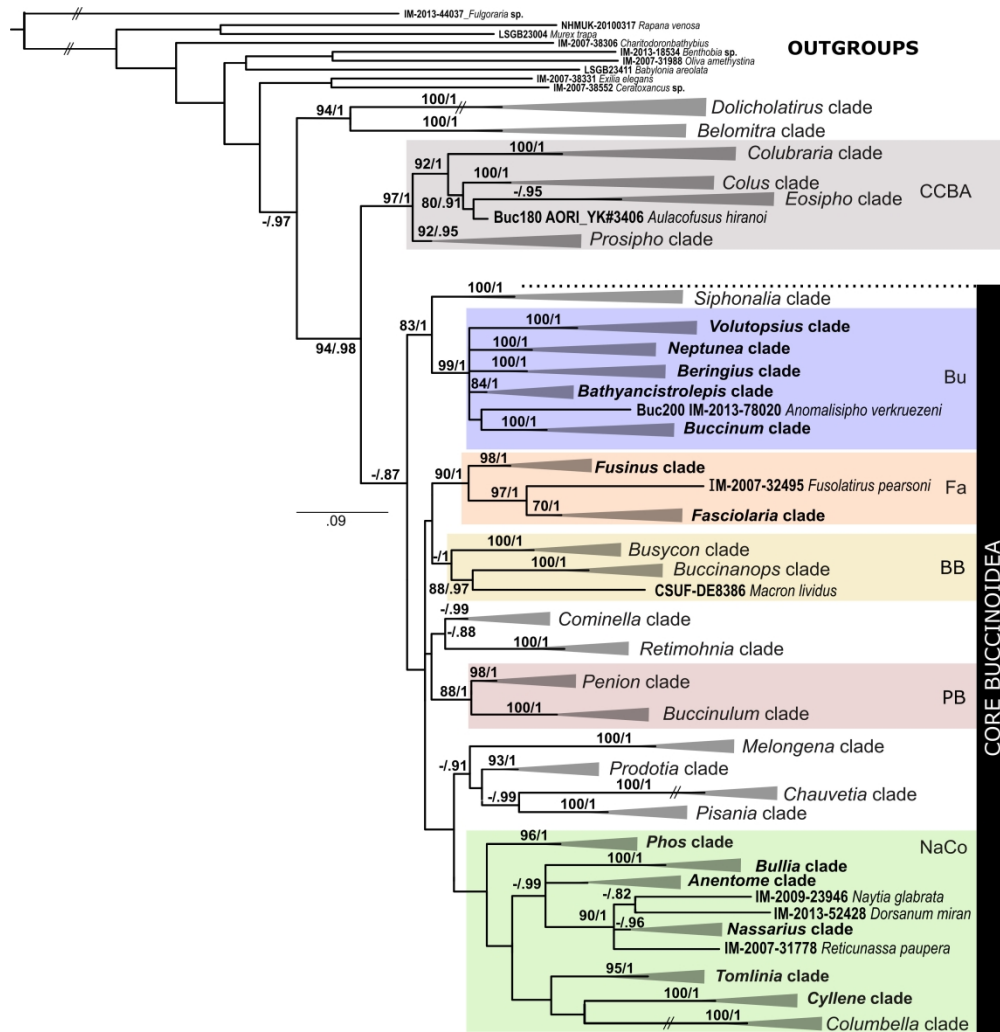 IM-2013-44037_Fulgoraria sp.
NHMUK-20100317 Rapana venosa
LSGB23004 Murex trapa
IM-2007-38306 Charitodoronbathybius
OUTGROUPS
IM-2013-18534 Benthobia sp.
IM-2007-31988 Oliva amethystina
LSGB23411 Babylonia areolata
IM-2007-38331 Exilia elegans
IM-2007-38552 Ceratoxancus sp.
100/1
Dolicholatirus clade
94/1
100/1
Belomitra clade
100/1
Colubraria clade
92/1
100/1
Colus clade
CCBA
-/.95
Eosipho clade
97/1
80/.91
Buc180 AORI_YK#3406 Aulacofusus hiranoi
-/.97
92/.95
Prosipho clade
100/1
Siphonalia clade
83/1
100/1
Volutopsius clade
94/.98
100/1
Neptunea clade
99/1
100/1
Beringius clade
Bu
84/1
Bathyancistrolepis clade
Buc200 IM-2013-78020 Anomalisipho verkruezeni
100/1
Buccinum clade
98/1
Fusinus clade
-/.87
90/1
IM-2007-32495 Fusolatirus pearsoni
Fa
97/1
70/1
Fasciolaria clade
.09
100/1
Busycon clade
-/1
100/1
Buccinanops clade
BB
88/.97
CSUF-DE8386 Macron lividus
-/.99
Cominella clade
-/.88
100/1
Retimohnia clade
98/1
Penion clade
88/1
PB
100/1
Buccinulum clade
CORE BUCCINOIDEA
100/1
Melongena clade
-/.91
93/1
Prodotia clade
100/1
Chauvetia clade
-/.99
100/1
Pisania clade
96/1
Phos clade
NaCo
100/1
Bullia clade
-/.99
Anentome clade
-/.82
IM-2009-23946 Naytia glabrata
IM-2013-52428 Dorsanum miran
90/1
-/.96
Nassarius clade
IM-2007-31778 Reticunassa paupera
95/1
Tomlinia clade
100/1
Cyllene clade
100/1
Columbella clade